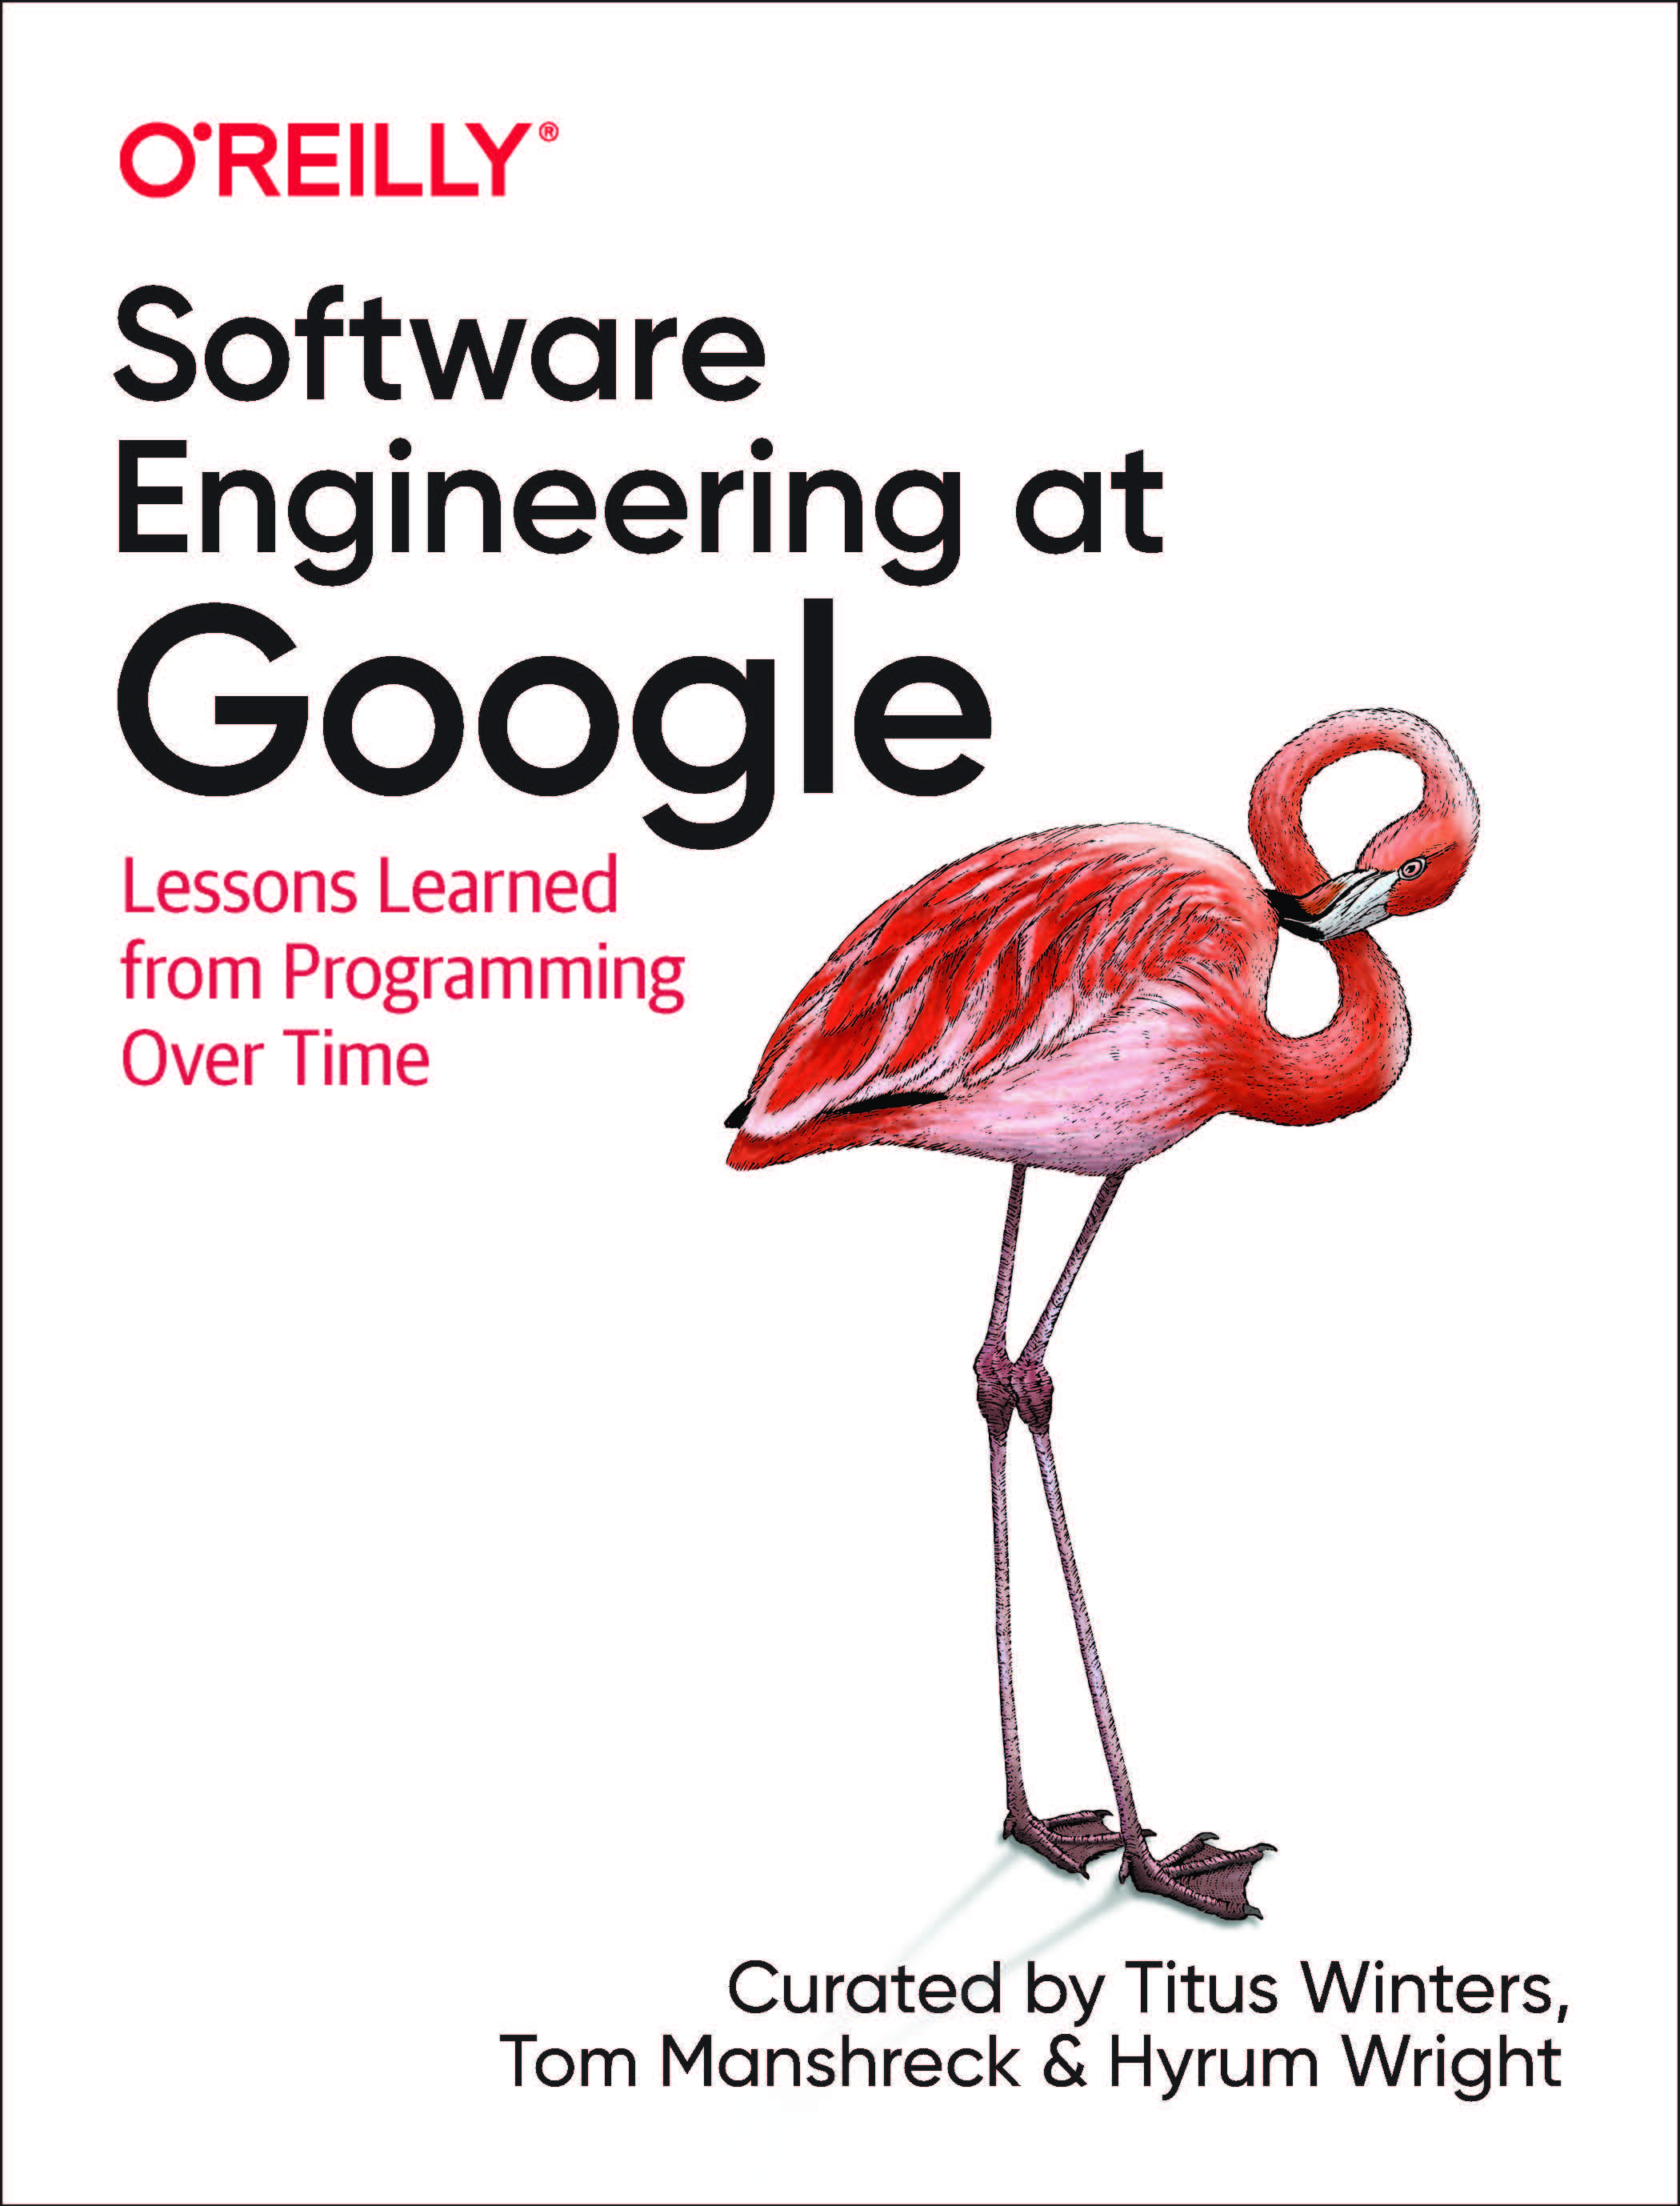 O'REILLY®
Software
Engineering at
Google
Lessons Learned
from Programming
Over Time
Curated by Titus Winters,
Tom Manshreck & Hyrum Wright